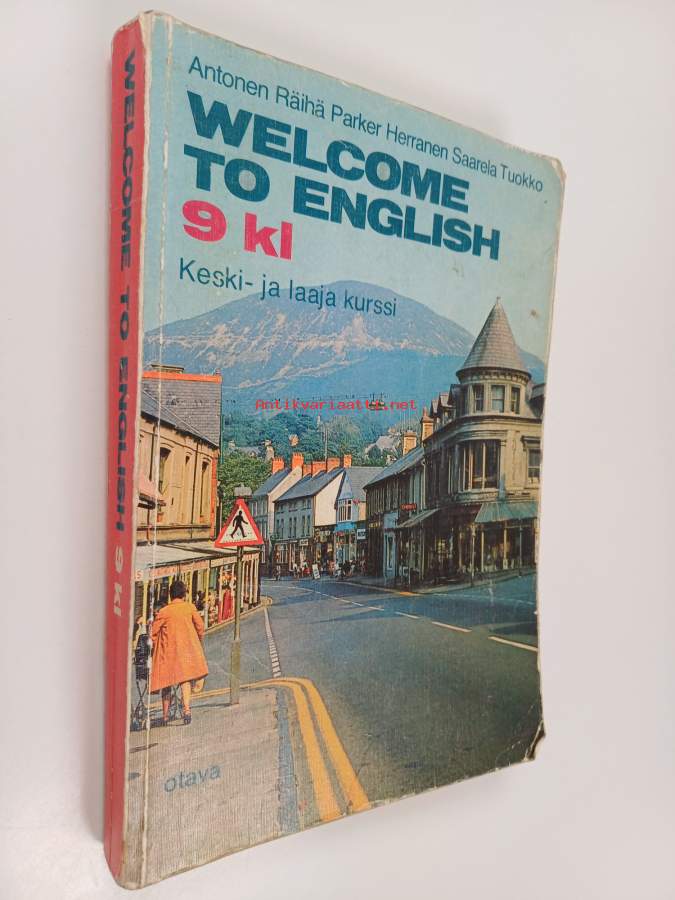 Antonen Räihä Parker Herranen Saarela Tuokko
WELCOME
TO ENGLISH
9 kl
Keski- ja laaja kurssi
otava
WELCOME TO ENGLISH 9 kl
Antikvariaatti.net